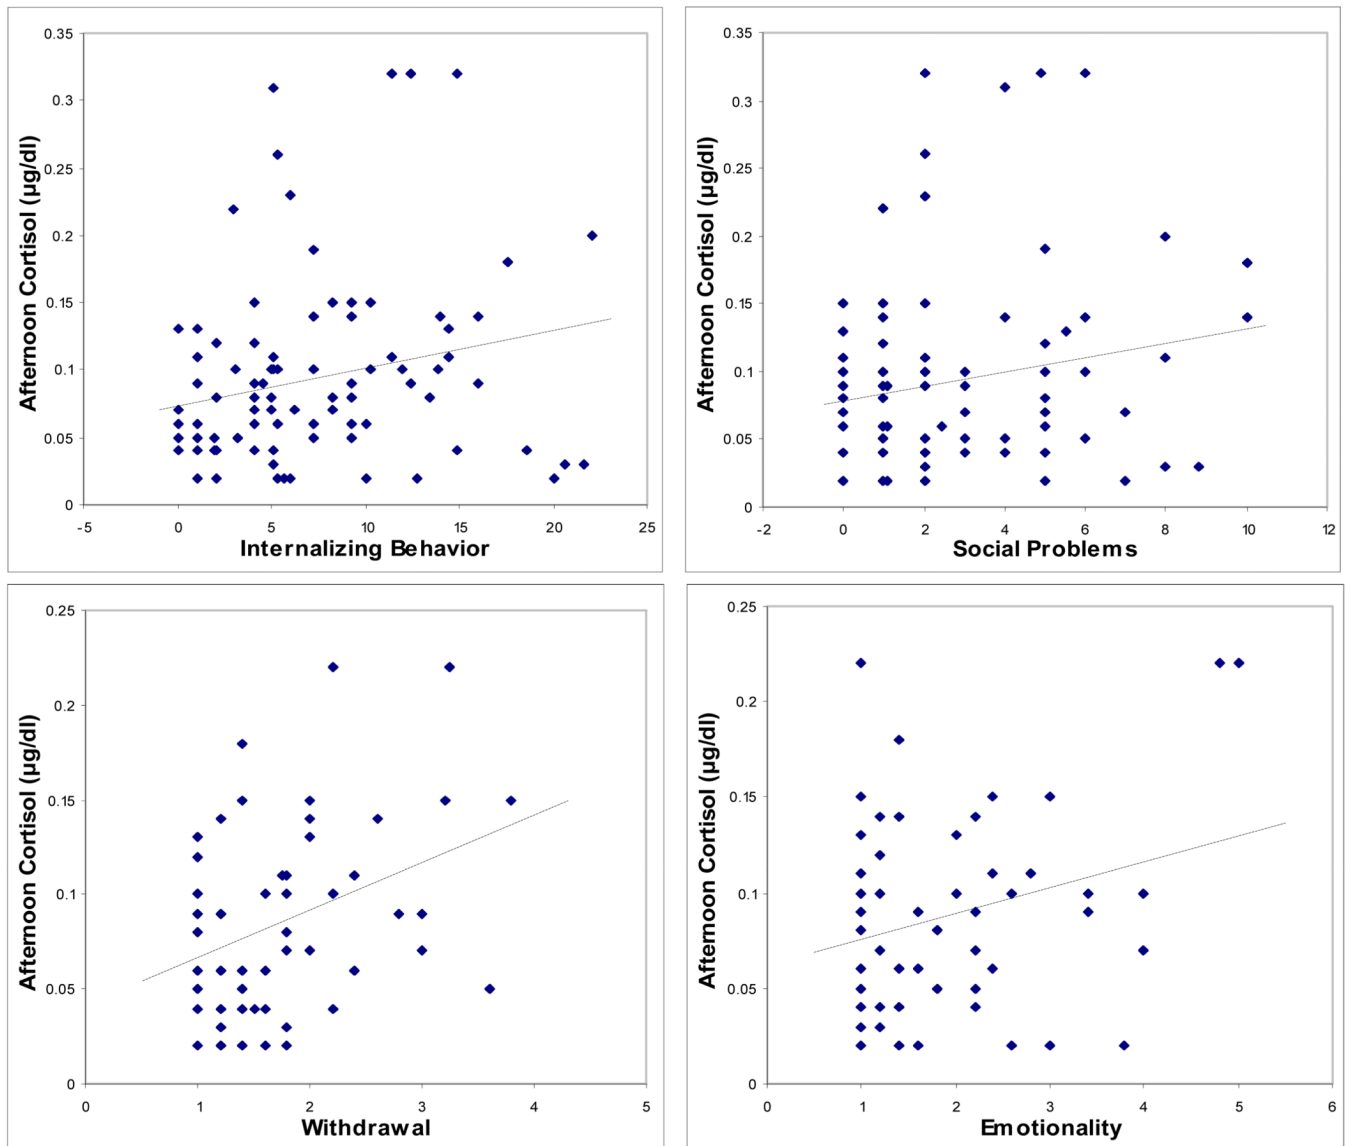 0.35
0.3
0.25
0.2
0.15
0.1
0.05
0
Afternoon Cortisol (µg/dl)
-5 0 5 10 15 20 25
Internalizing Behavior
0.35
0.3
0.25
0.2
0.15
0.1
0.05
0
Afternoon Cortisol (µg/dl)
-2 0 2 4 6 8 10 12
Social Problems
0.25
0.2
0.15
0.1
0.05
0
Afternoon Cortisol (µg/dl)
0 1 2 3 4 5
Withdrawal
0.25
0.2
0.15
0.1
0.05
0
Afternoon Cortisol (µg/dl)
0 1 2 3 4 5 6
Emotionality